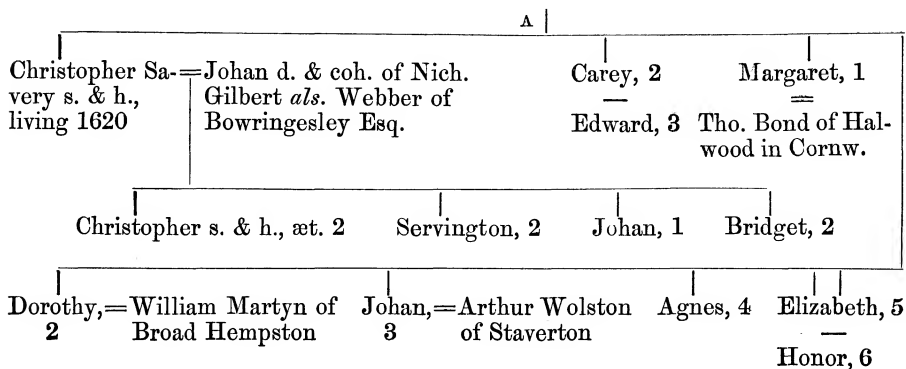 A
Christopher Sa-=Johan d. & coh. of Nich. Carey, 2 Margaret, 1
very s. & h., Gilbert als. Webber of — =
living 1620 Bowringesley Esq. Edward, 3 Tho. Bond of Hal-
wood in Cornw.
Christopher s. & h., æt. 2 Servington, 2 Johan, 1 Bridget, 2
Dorothy,=William Martyn of Johan,=Arthur Wolston Agnes, 4 Elizabeth, 5
2 Broad Hempston 3 of Staverton —
Honor, 6